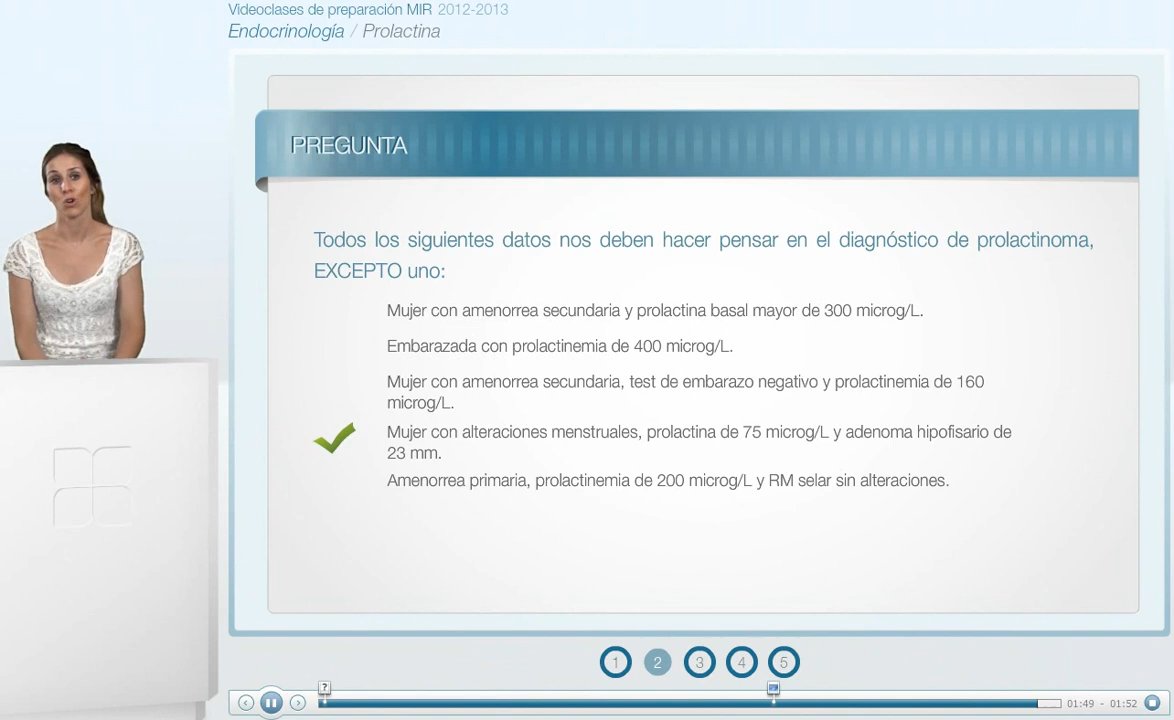 Videoclases de preparación MIR 2012-2013
Endocrinología / Prolactina
PREGUNTA
Todos los siguientes datos nos deben hacer pensar en el diagnóstico de prolactinoma,
EXCEPTO uno:
Mujer con amenorrea secundaria y prolactina basal mayor de 300 microg/L.
Embarazada con prolactinemia de 400 microg/L.
Mujer con amenorrea secundaria, test de embarazo negativo y prolactinemia de 160
microg/L.
Mujer con alteraciones menstruales, prolactina de 75 microg/L y adenoma hipofisario de
23 mm.
Amenorrea primaria, prolactinemia de 200 microg/L y RM selar sin alteraciones.
1 2 3 4 5
?
01:49 - 01:52